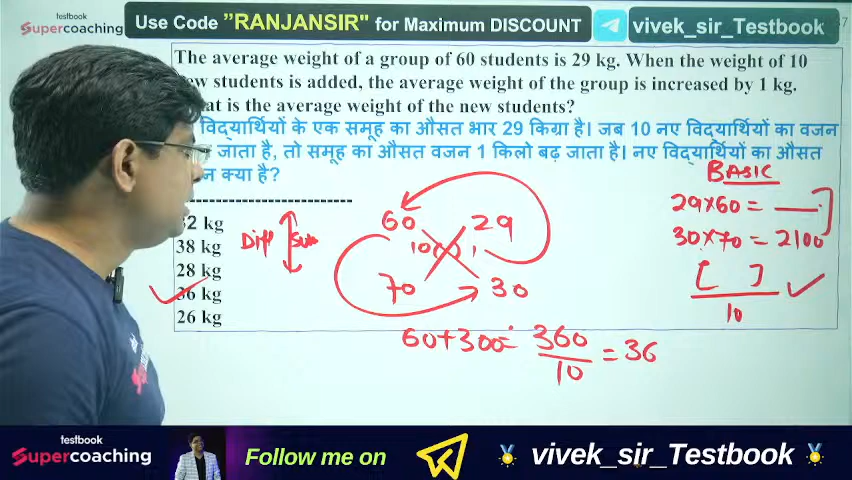 testbook
Supercoaching
Use Code "RANJANSIR" for Maximum DISCOUNT
vivek_sir_Testbook
The average weight of a group of 60 students is 29 kg. When the weight of 10
new students is added, the average weight of the group is increased by 1 kg.
at is the average weight of the new students?
विद्यार्थियों के एक समूह का औसत भार 29 किग्रा है। जब 10 नए विद्यार्थियों का वजन
जाता है, तो समूह का औसत वजन 1 किलो बढ़ जाता है। नए विद्यार्थियों का औसत
न क्या है?
BASIC
29×60 =
30×70 = 2100
[ ]
10
32 kg
38 kg
28 kg
36 kg
26 kg
Diff Sum
60 29
10 1
70 30
60+300 = 360/10 = 36
testbook
Supercoaching
Follow me on
vivek_sir_Testbook